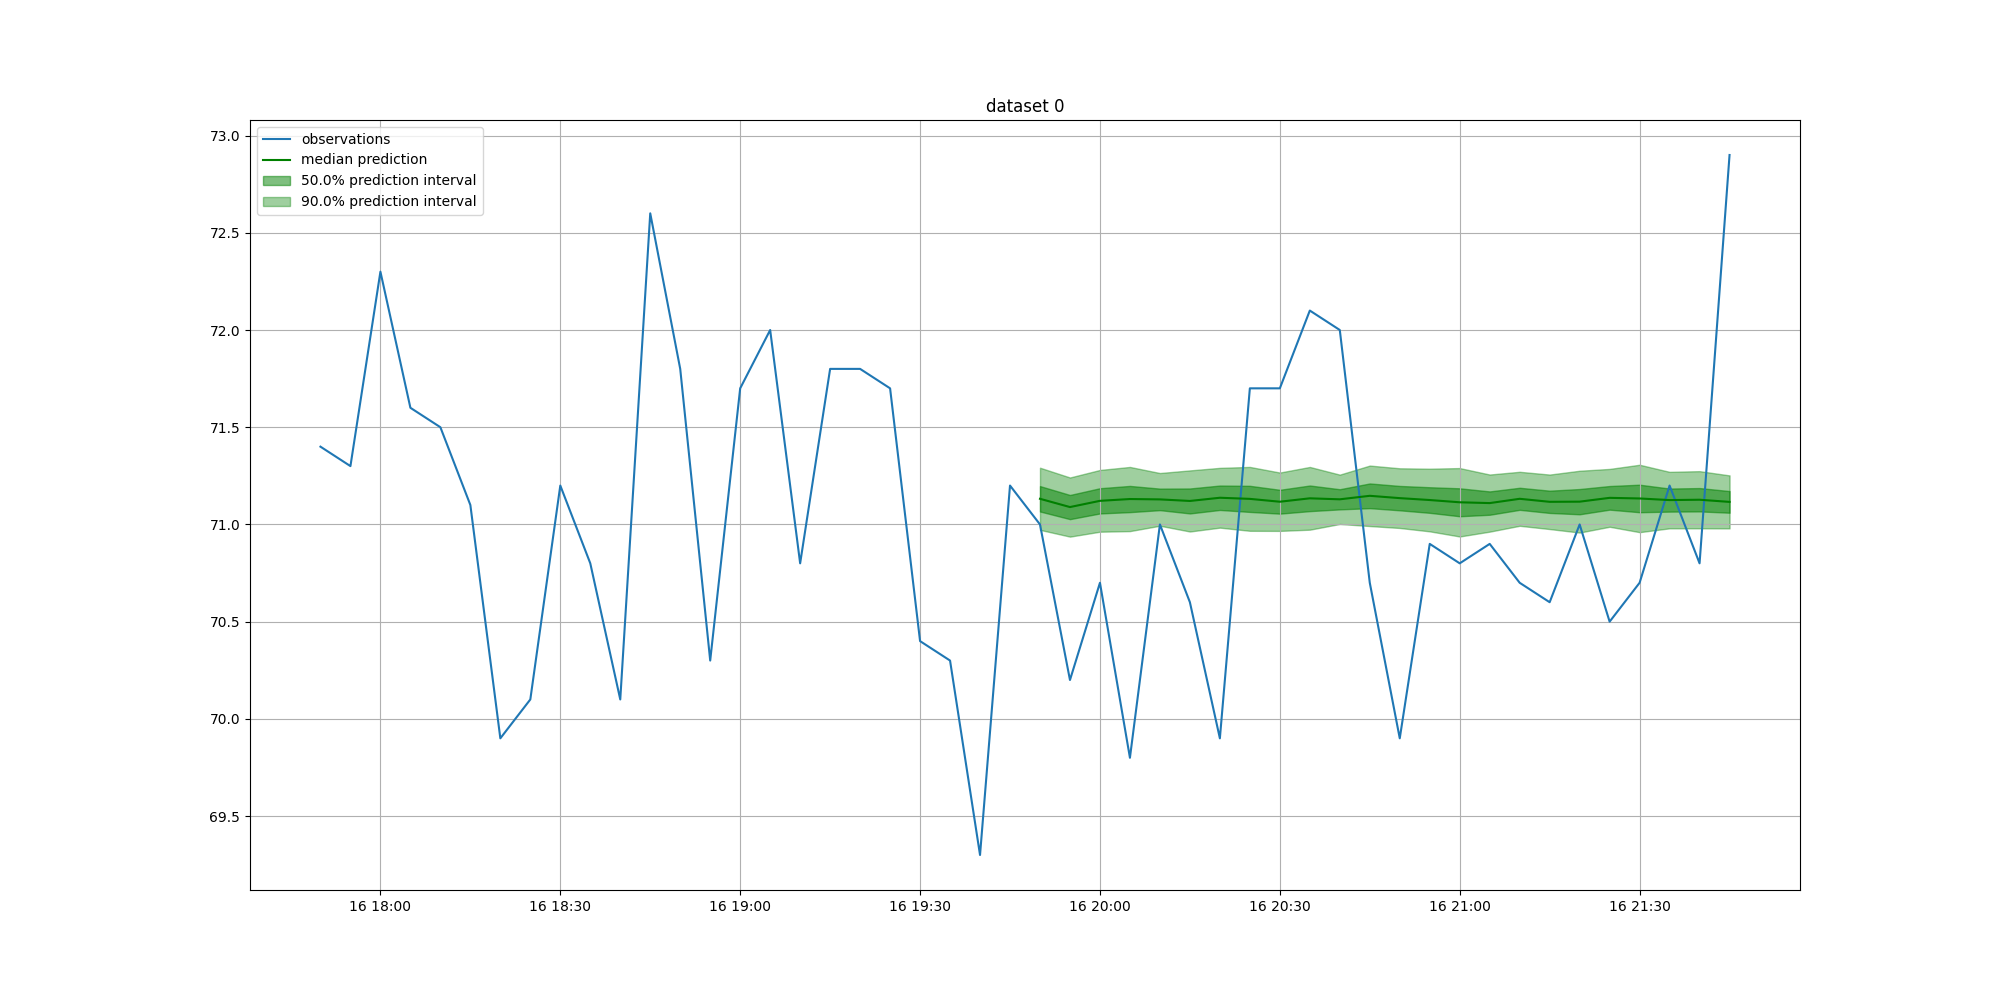 dataset 0
observations
median prediction
50.0% prediction interval
90.0% prediction interval
73.0
72.5
72.0
71.5
71.0
70.5
70.0
69.5
16 18:00 16 18:30 16 19:00 16 19:30 16 20:00 16 20:30 16 21:00 16 21:30